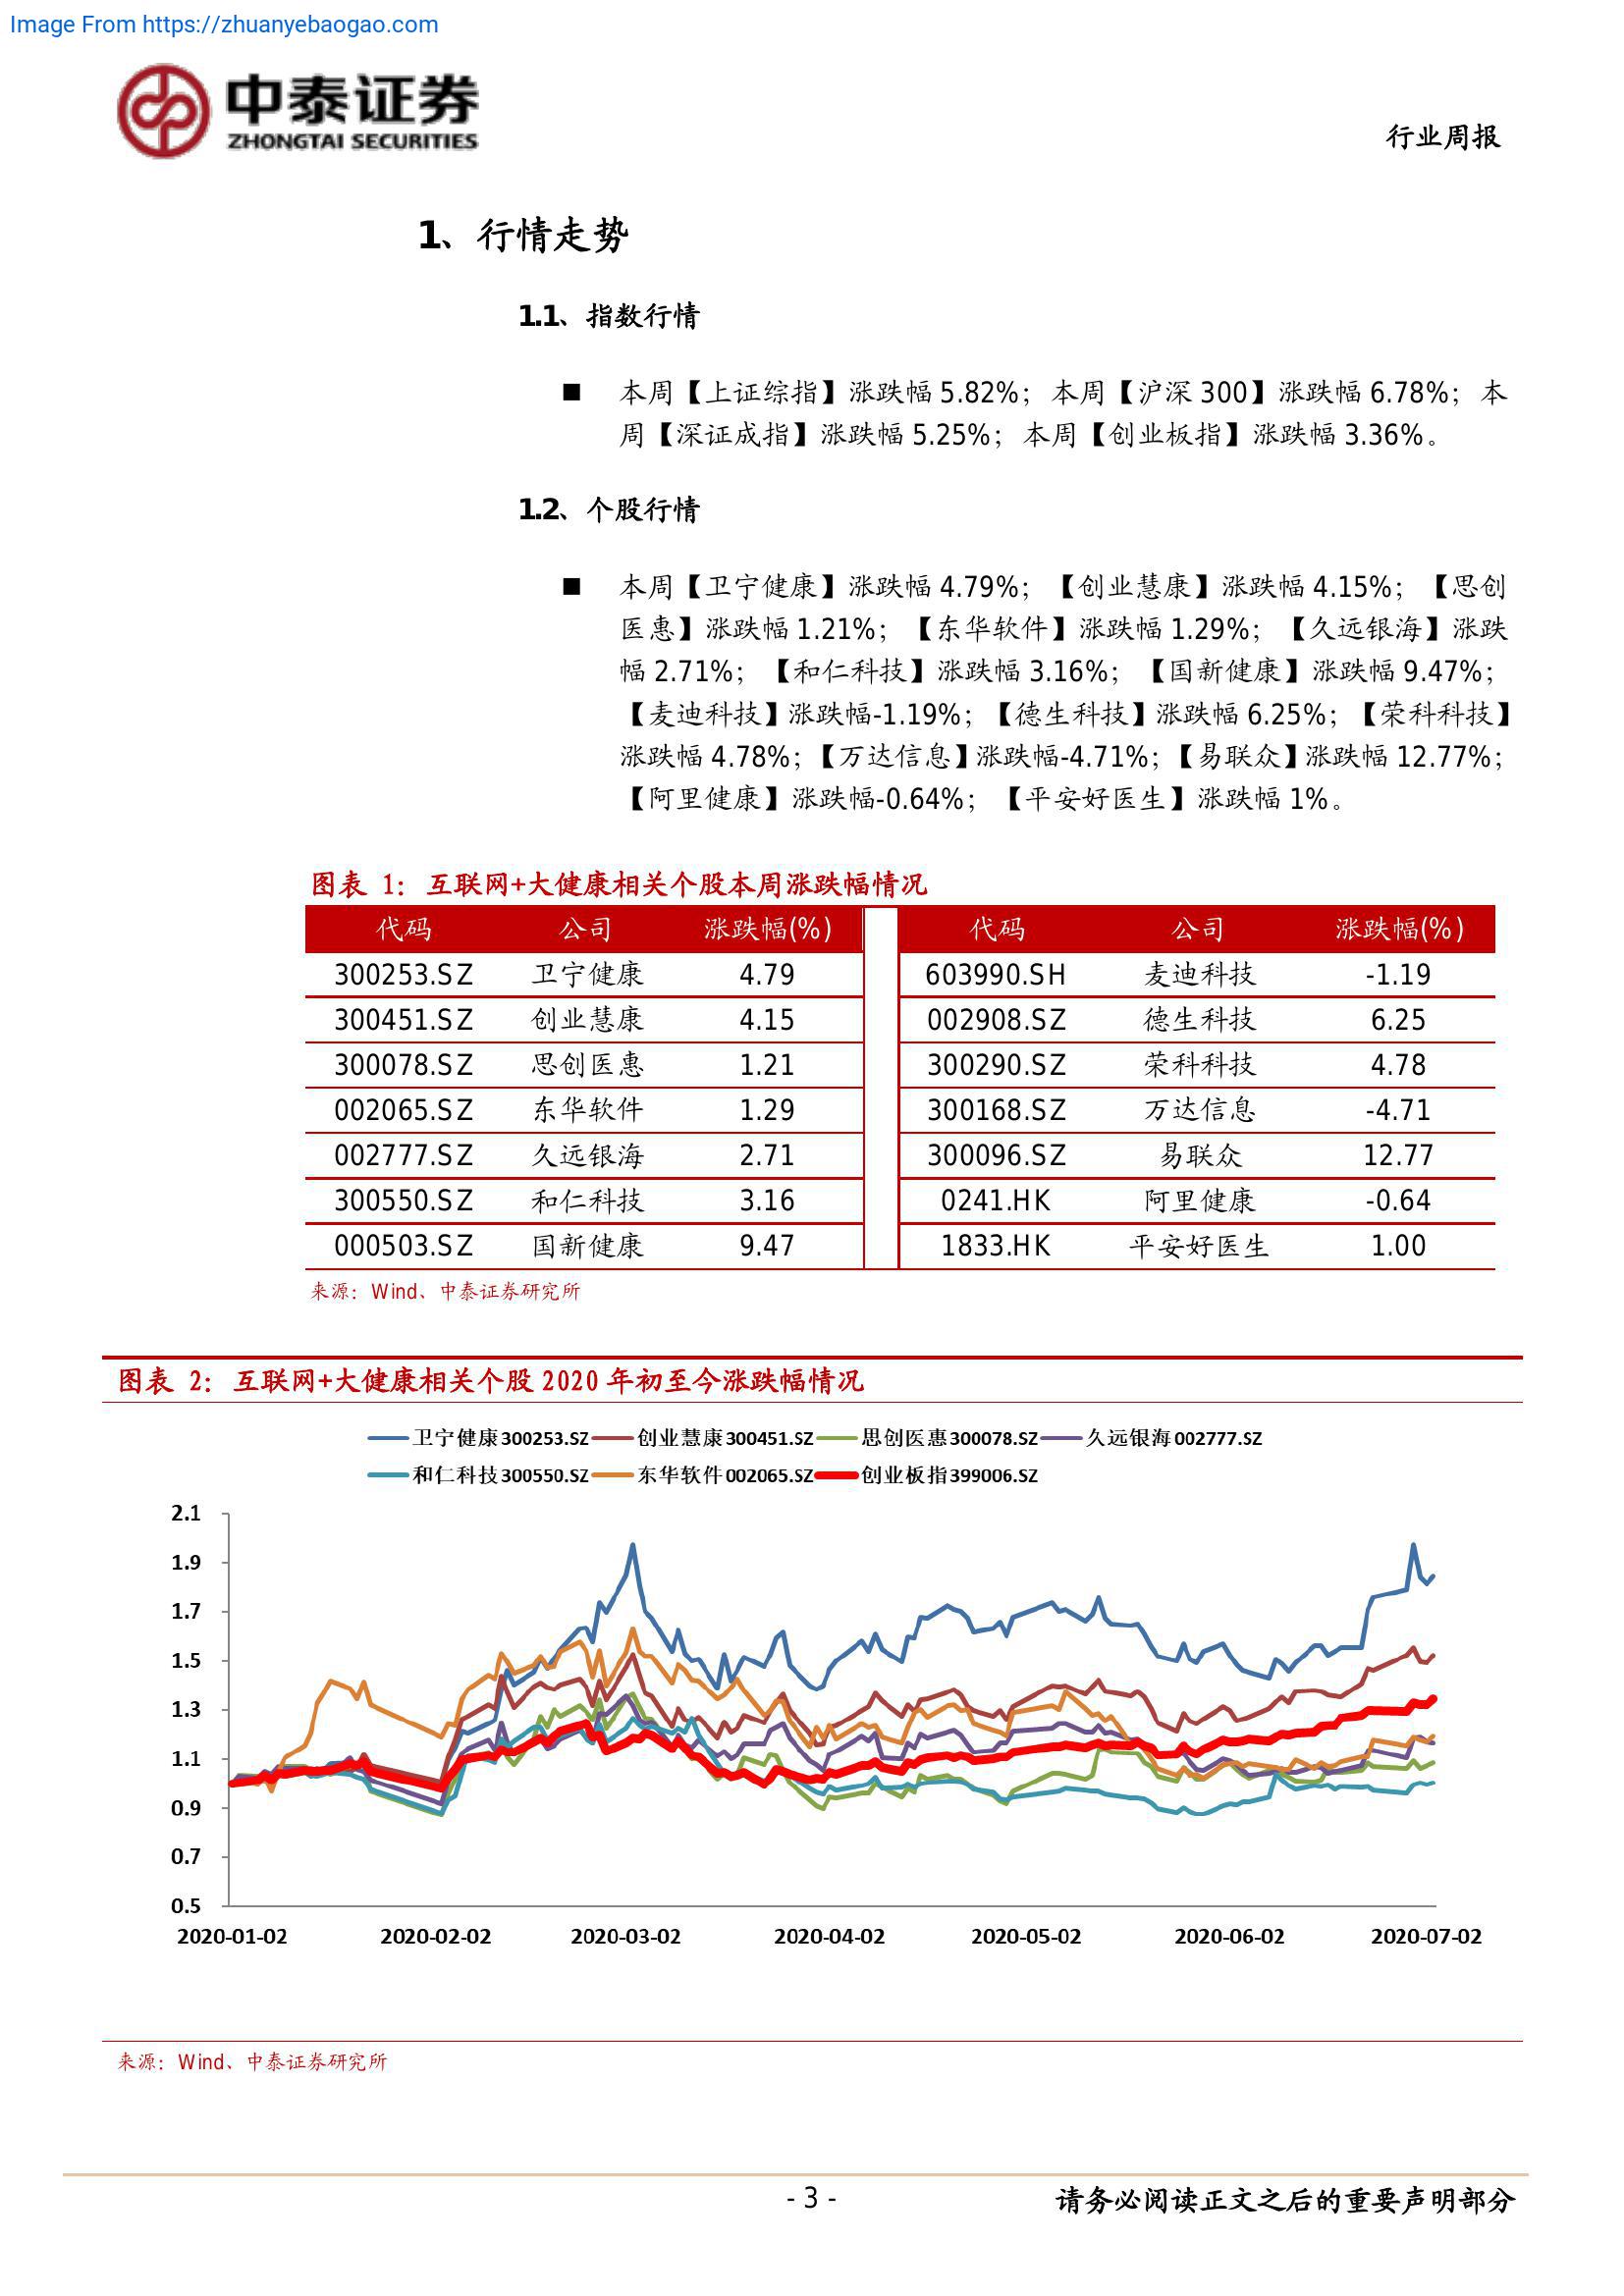 Image From https://zhuanyebaogao.com
中泰证券
ZHONGTAI SECURITIES
行业周报
1、行情走势
1.1、指数行情
■ 本周【上证综指】涨跌幅 5.82%；本周【沪深 300】涨跌幅 6.78%；本
周【深证成指】涨跌幅 5.25%；本周【创业板指】涨跌幅 3.36%。
1.2、个股行情
■ 本周【卫宁健康】涨跌幅 4.79%；【创业慧康】涨跌幅 4.15%；【思创
医惠】涨跌幅 1.21%；【东华软件】涨跌幅 1.29%；【久远银海】涨跌
幅 2.71%；【和仁科技】涨跌幅 3.16%；【国新健康】涨跌幅 9.47%；
【麦迪科技】涨跌幅-1.19%；【德生科技】涨跌幅 6.25%；【荣科科技】
涨跌幅 4.78%；【万达信息】涨跌幅-4.71%；【易联众】涨跌幅 12.77%；
【阿里健康】涨跌幅-0.64%；【平安好医生】涨跌幅 1%。
图表 1：互联网+大健康相关个股本周涨跌幅情况
代码 公司 涨跌幅(%) 代码 公司 涨跌幅(%)
300253.SZ 卫宁健康 4.79 603990.SH 麦迪科技 -1.19
300451.SZ 创业慧康 4.15 002908.SZ 德生科技 6.25
300078.SZ 思创医惠 1.21 300290.SZ 荣科科技 4.78
002065.SZ 东华软件 1.29 300168.SZ 万达信息 -4.71
002777.SZ 久远银海 2.71 300096.SZ 易联众 12.77
300550.SZ 和仁科技 3.16 0241.HK 阿里健康 -0.64
000503.SZ 国新健康 9.47 1833.HK 平安好医生 1.00
来源：Wind、中泰证券研究所
图表 2：互联网+大健康相关个股 2020 年初至今涨跌幅情况
卫宁健康300253.SZ 创业慧康300451.SZ 思创医惠300078.SZ 久远银海002777.SZ
和仁科技300550.SZ 东华软件002065.SZ 创业板指399006.SZ
2.1
1.9
1.7
1.5
1.3
1.1
0.9
0.7
0.5
2020-01-02 2020-02-02 2020-03-02 2020-04-02 2020-05-02 2020-06-02 2020-07-02
来源：Wind、中泰证券研究所
- 3 - 请务必阅读正文之后的重要声明部分